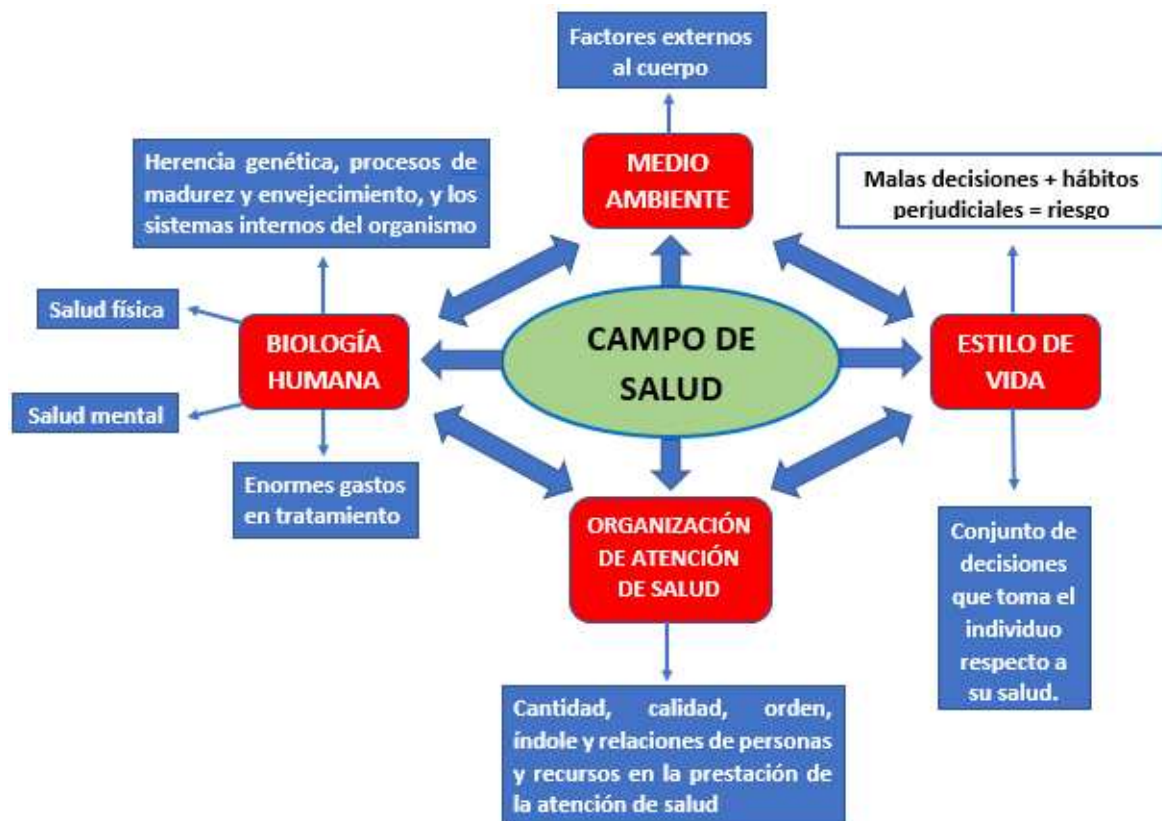 Factores externos
al cuerpo
MEDIO
AMBIENTE
Herencia genética, procesos de
madurez y envejecimiento, y los
sistemas internos del organismo
Malas decisiones + hábitos
perjudiciales = riesgo
Salud física
BIOLOGÍA
HUMANA
CAMPO DE
SALUD
ESTILO DE
VIDA
Salud mental
Enormes gastos
en tratamiento
ORGANIZACIÓN
DE ATENCIÓN
DE SALUD
Conjunto de
decisiones
que toma el
individuo
respecto a
su salud.
Cantidad, calidad, orden,
índole y relaciones de personas
y recursos en la prestación de
la atención de salud